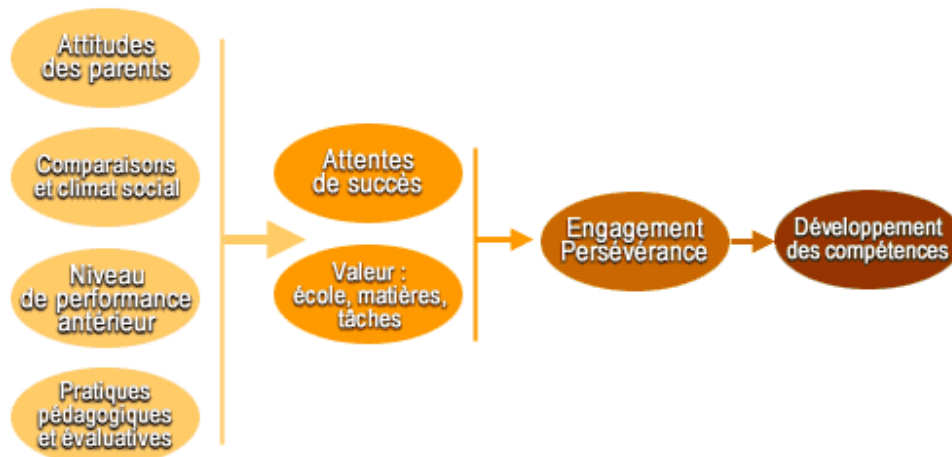 Attitudes
des parents
Comparaisons
et climat social
Niveau
de performance
antérieur
Pratiques
pédagogiques
et évaluatives
Attentes
de succès
Valeur :
école, matières,
tâches
Engagement
Persévérance
Développement
des compétences